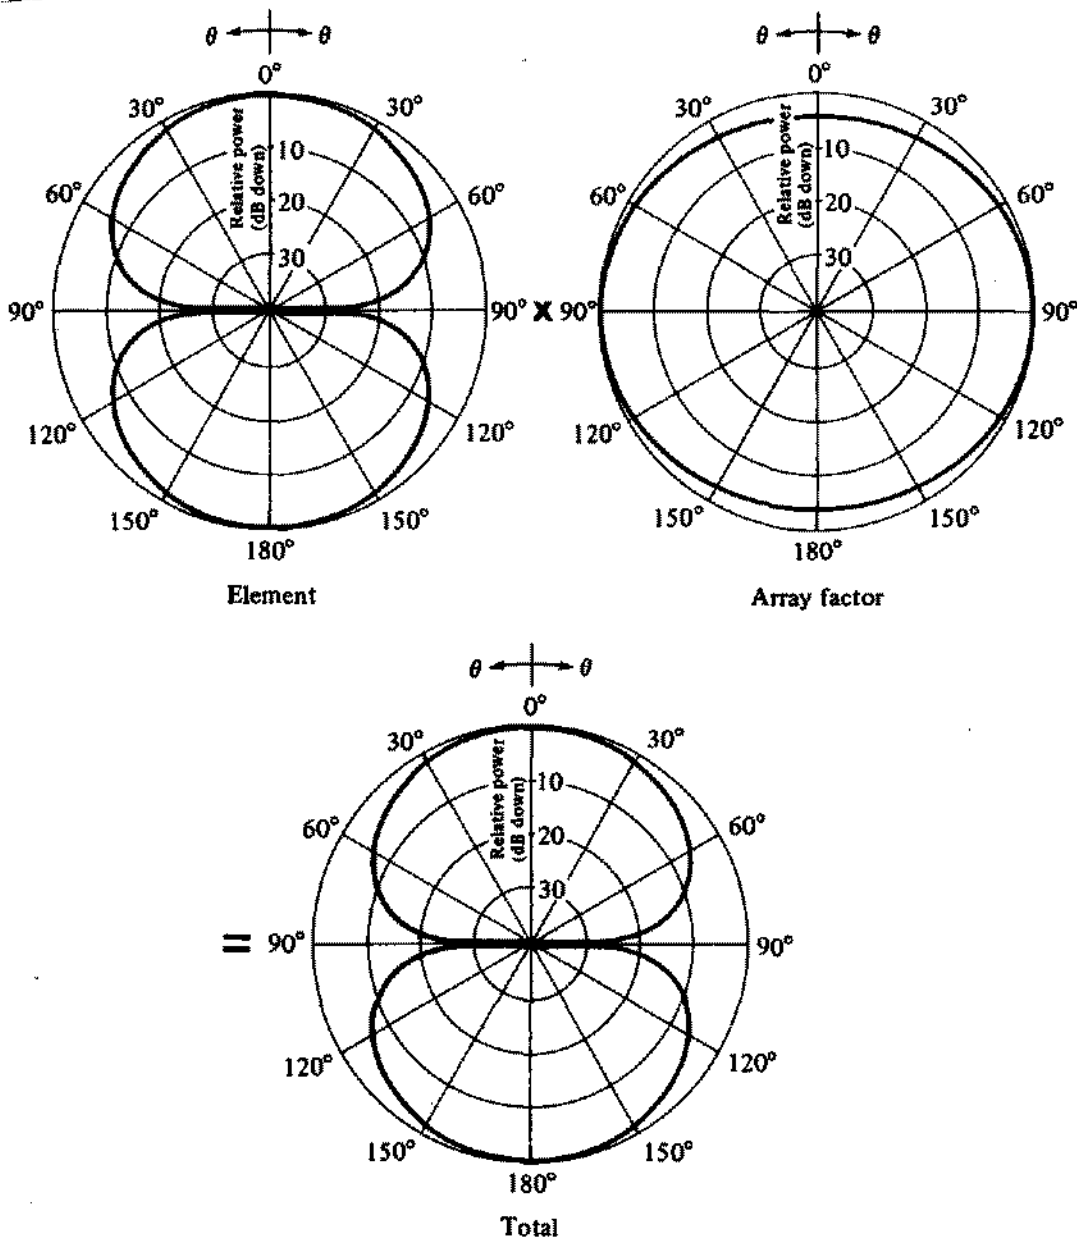 θ θ
0°
30° 30°
60° 60°
90° 90°
120° 120°
150° 150°
180°
Relative power
(dB down)
10
20
30
Element
x
θ θ
0°
30° 30°
60° 60°
90° 90°
120° 120°
150° 150°
180°
Relative power
(dB down)
10
20
30
Array factor
=
θ θ
0°
30° 30°
60° 60°
90° 90°
120° 120°
150° 150°
180°
Relative power
(dB down)
10
20
30
Total